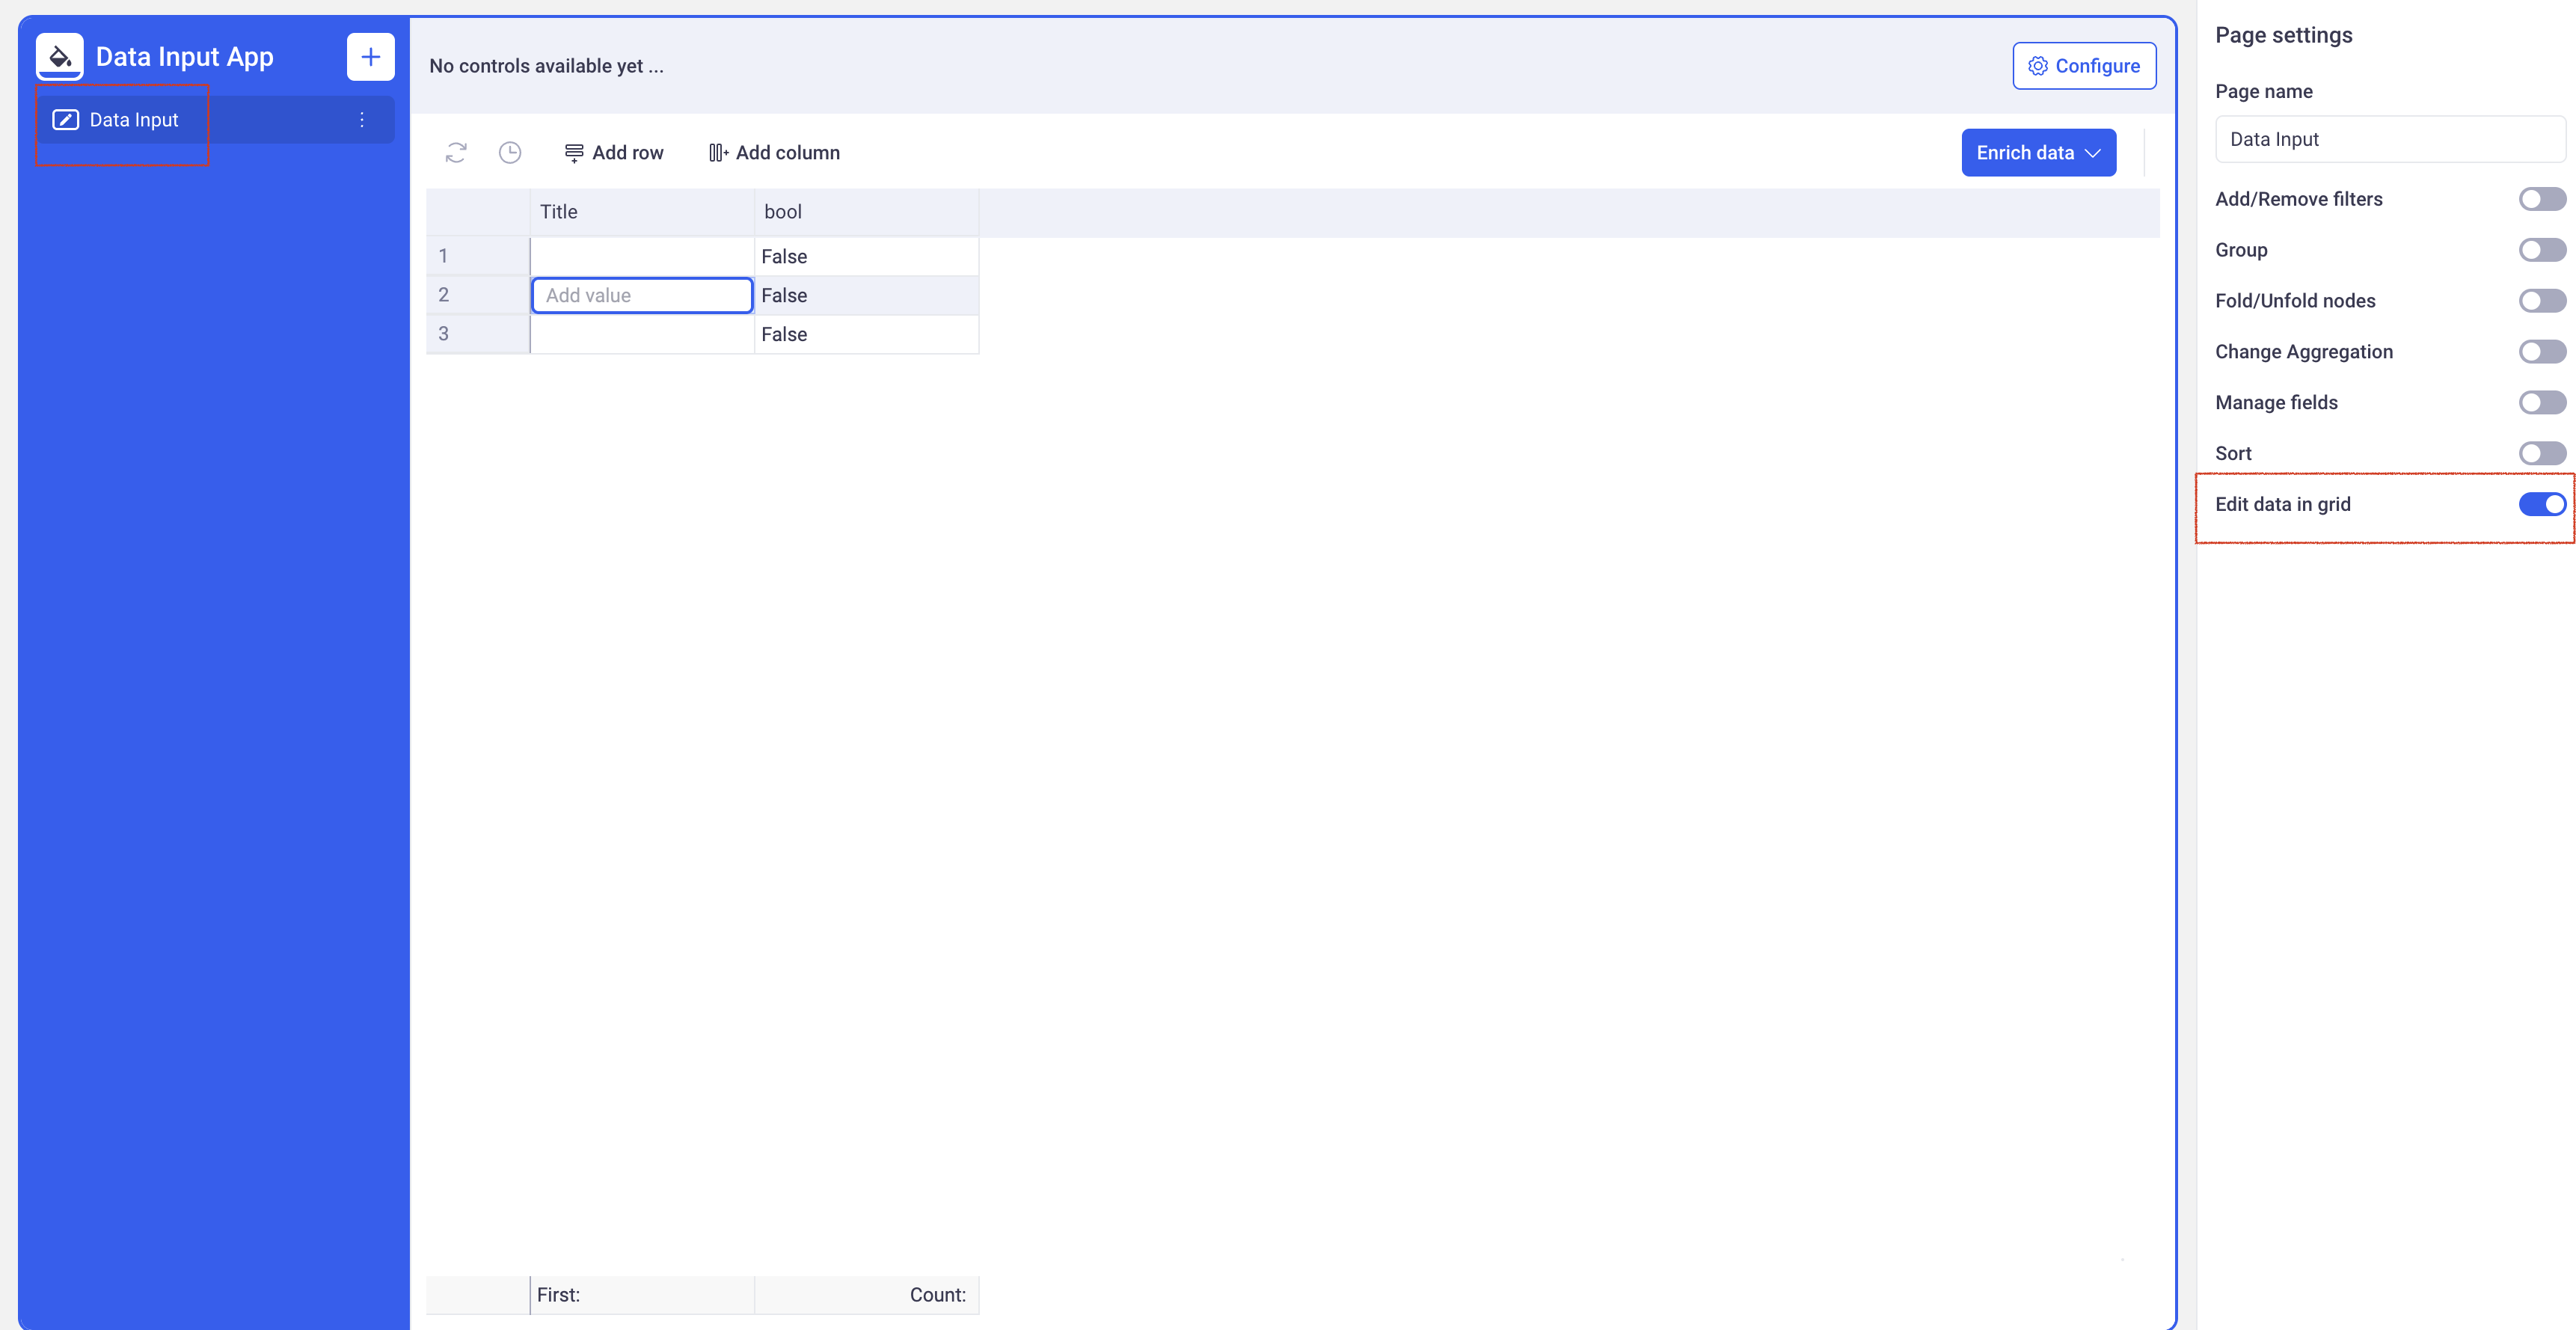 Data Input App
Data Input
No controls available yet ...
Configure
Add row
Add column
Enrich data
Title
bool
1
False
2
Add value
False
3
False
First:
Count:
Page settings
Page name
Data Input
Add/Remove filters
Group
Fold/Unfold nodes
Change Aggregation
Manage fields
Sort
Edit data in grid